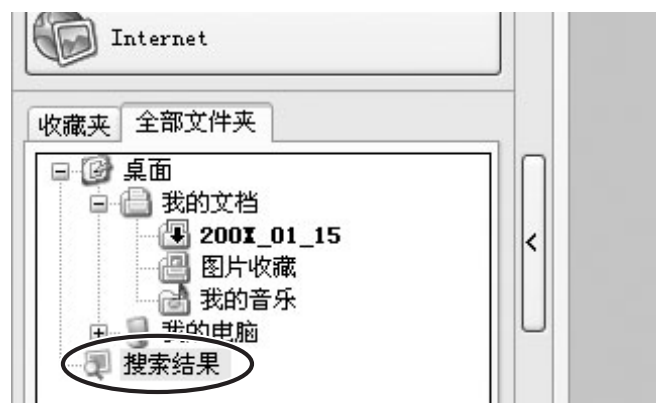 Internet
收藏夹 全部文件夹
桌面
我的文档
200X_01_15
图片收藏
我的音乐
我的电脑
搜索结果